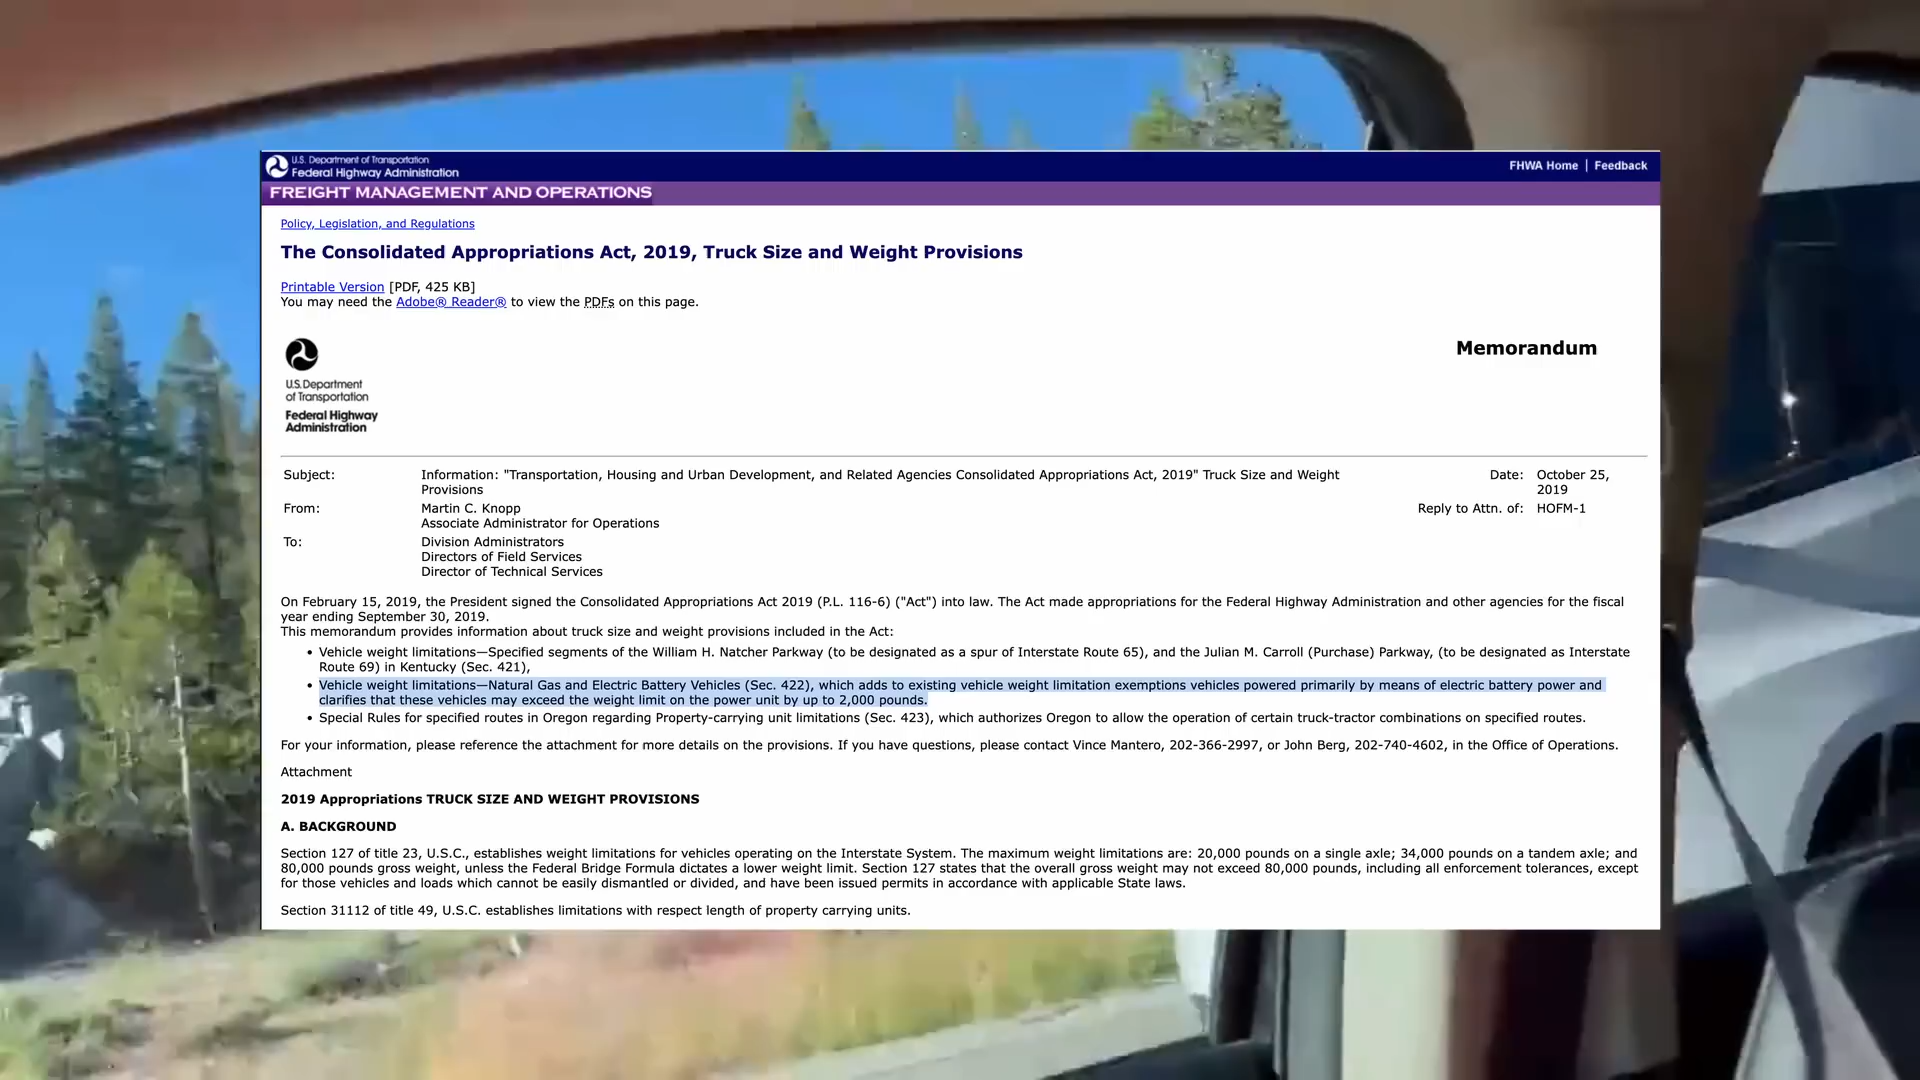 U.S. Department of Transportation
Federal Highway Administration
FHWA Home | Feedback
FREIGHT MANAGEMENT AND OPERATIONS
Policy, Legislation, and Regulations
The Consolidated Appropriations Act, 2019, Truck Size and Weight Provisions
Printable Version [PDF, 425 KB]
You may need the Adobe® Reader® to view the PDFs on this page.
Memorandum
U.S.Department
of Transportation
Federal Highway
Administration
Subject: Information: "Transportation, Housing and Urban Development, and Related Agencies Consolidated Appropriations Act, 2019" Truck Size and Weight
Provisions
Date: October 25,
2019
From: Martin C. Knopp
Associate Administrator for Operations
Reply to Attn. of: HOFM-1
To: Division Administrators
Directors of Field Services
Director of Technical Services
On February 15, 2019, the President signed the Consolidated Appropriations Act 2019 (P.L. 116-6) ("Act") into law. The Act made appropriations for the Federal Highway Administration and other agencies for the fiscal
year ending September 30, 2019.
This memorandum provides information about truck size and weight provisions included in the Act:
• Vehicle weight limitations—Specified segments of the William H. Natcher Parkway (to be designated as a spur of Interstate Route 65), and the Julian M. Carroll (Purchase) Parkway, (to be designated as Interstate
Route 69) in Kentucky (Sec. 421),
• Vehicle weight limitations—Natural Gas and Electric Battery Vehicles (Sec. 422), which adds to existing vehicle weight limitation exemptions vehicles powered primarily by means of electric battery power and
clarifies that these vehicles may exceed the weight limit on the power unit by up to 2,000 pounds.
• Special Rules for specified routes in Oregon regarding Property-carrying unit limitations (Sec. 423), which authorizes Oregon to allow the operation of certain truck-tractor combinations on specified routes.
For your information, please reference the attachment for more details on the provisions. If you have questions, please contact Vince Mantero, 202-366-2997, or John Berg, 202-740-4602, in the Office of Operations.
Attachment
2019 Appropriations TRUCK SIZE AND WEIGHT PROVISIONS
A. BACKGROUND
Section 127 of title 23, U.S.C., establishes weight limitations for vehicles operating on the Interstate System. The maximum weight limitations are: 20,000 pounds on a single axle; 34,000 pounds on a tandem axle; and
80,000 pounds gross weight, unless the Federal Bridge Formula dictates a lower weight limit. Section 127 states that the overall gross weight may not exceed 80,000 pounds, including all enforcement tolerances, except
for those vehicles and loads which cannot be easily dismantled or divided, and have been issued permits in accordance with applicable State laws.
Section 31112 of title 49, U.S.C. establishes limitations with respect length of property carrying units.